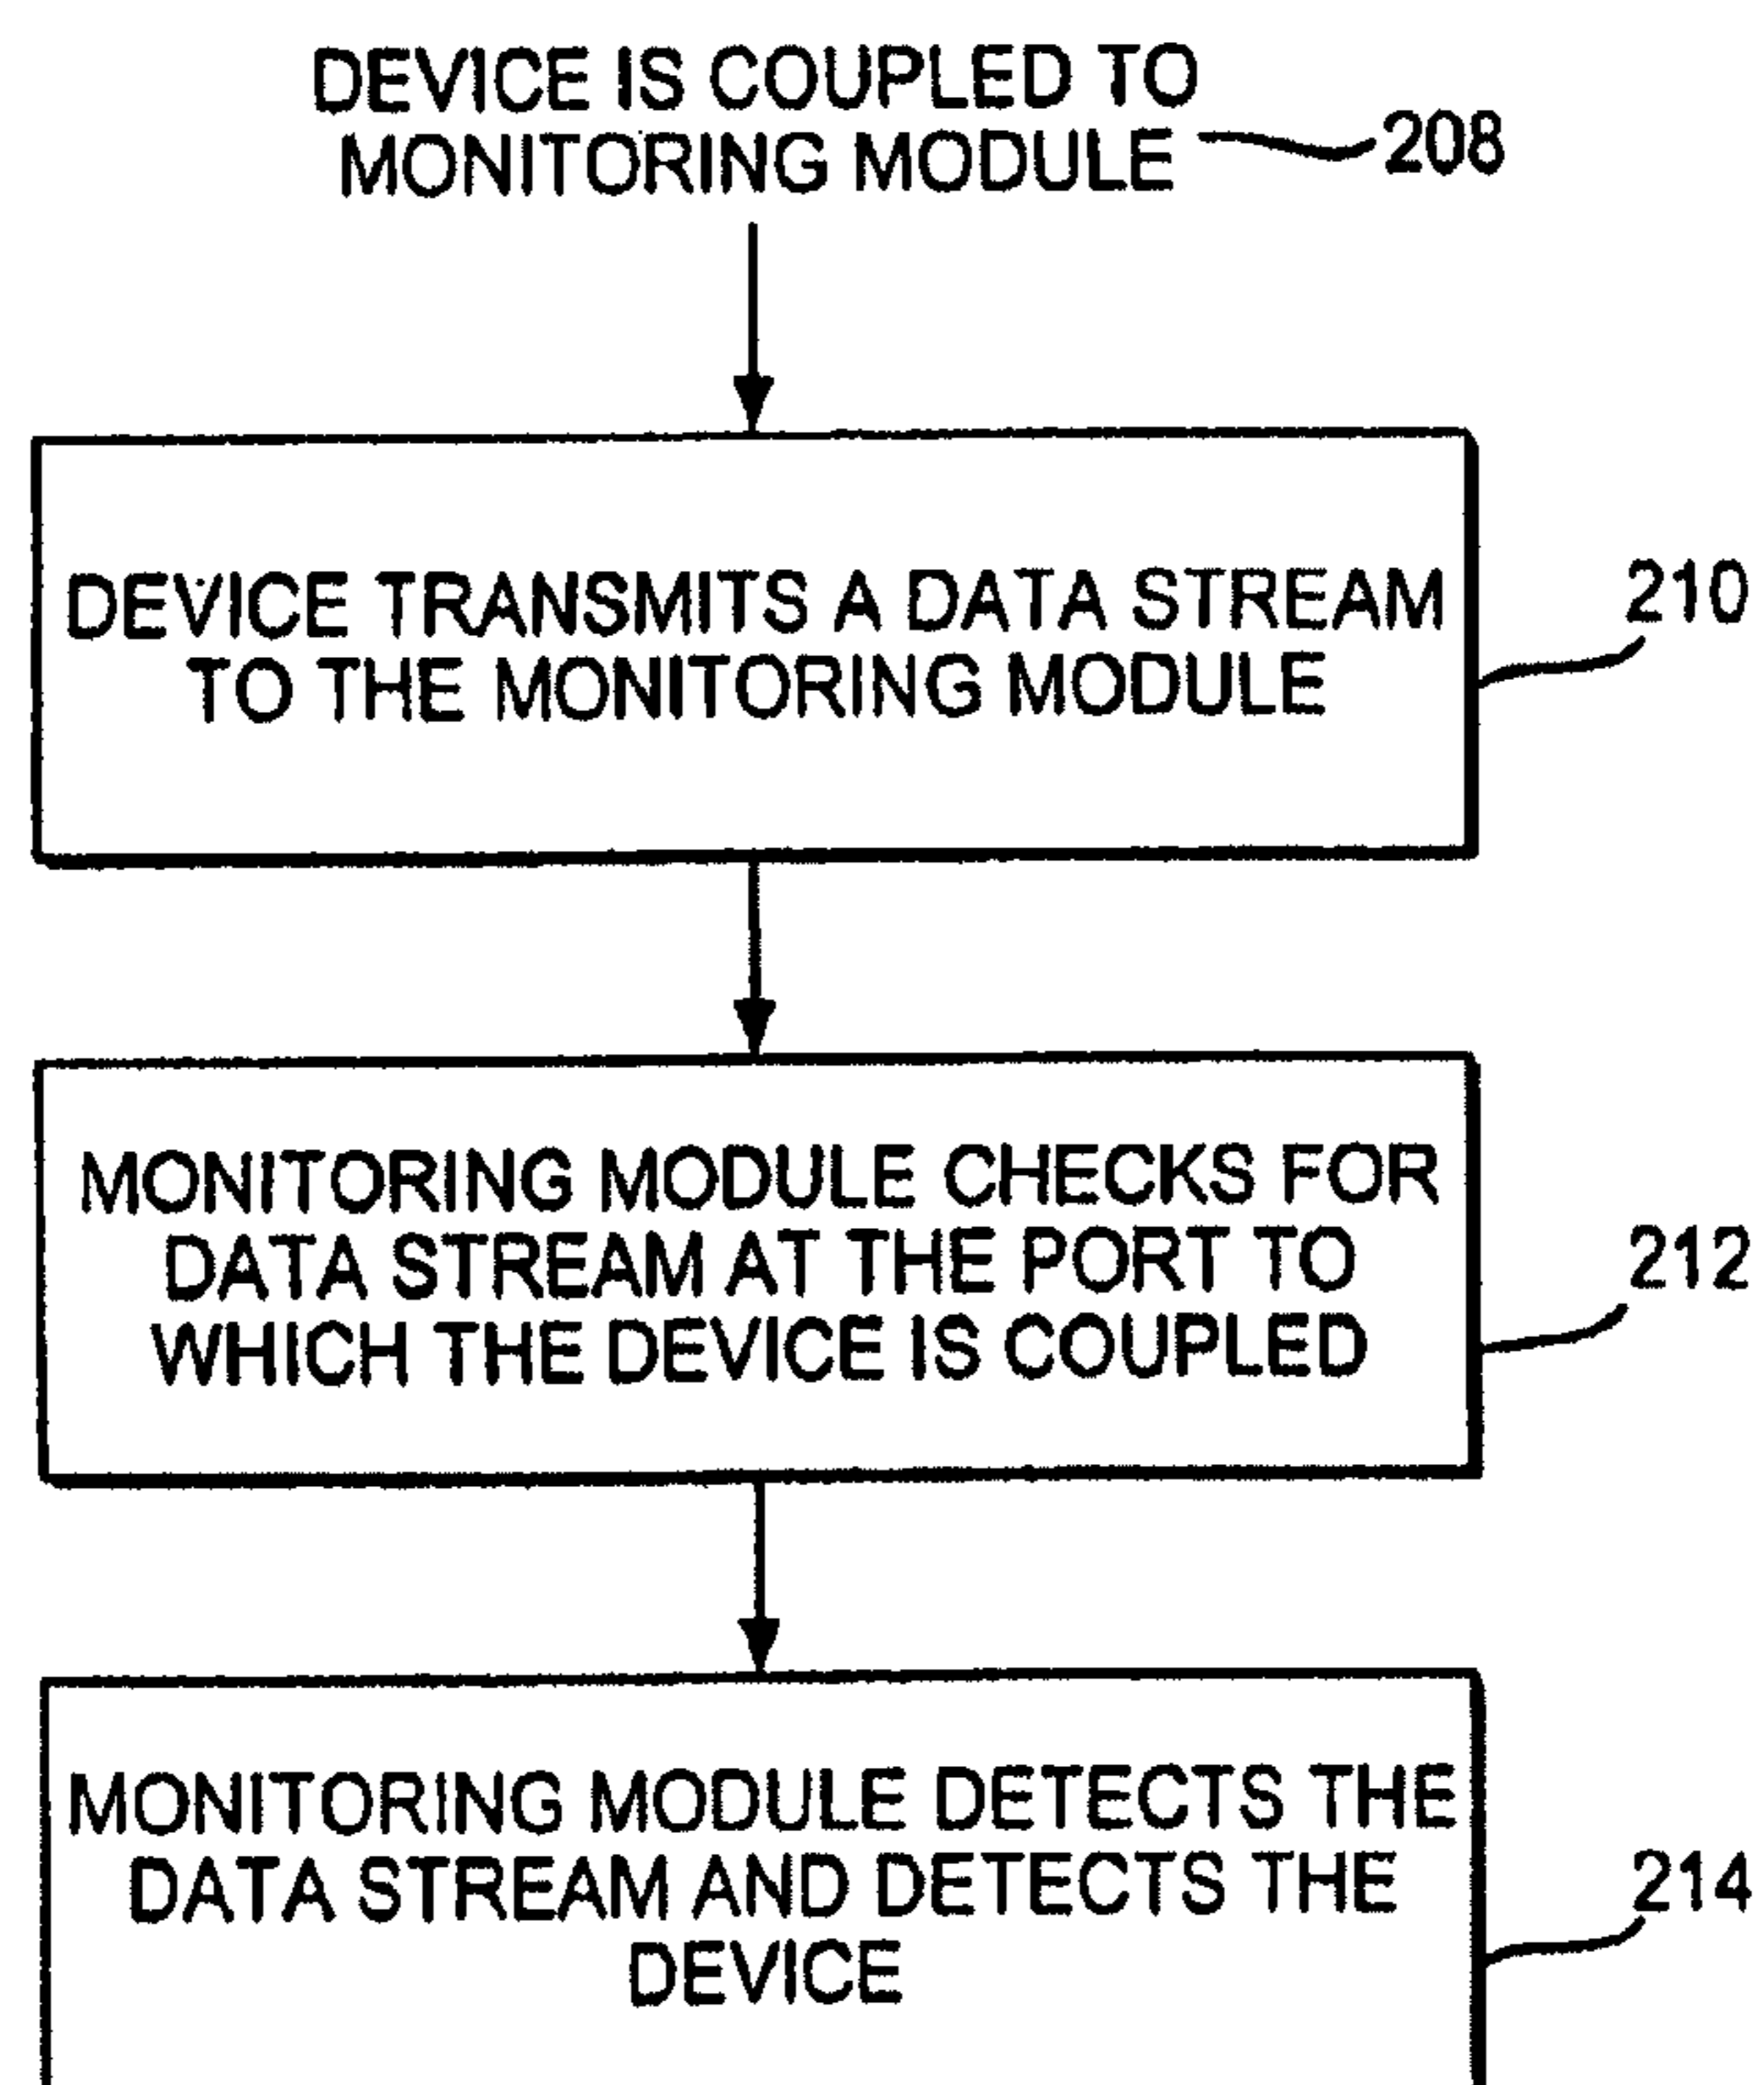 DEVICE IS COUPLED TO
MONITORING MODULE 208
DEVICE TRANSMITS A DATA STREAM
TO THE MONITORING MODULE
210
MONITORING MODULE CHECKS FOR
DATA STREAM AT THE PORT TO
WHICH THE DEVICE IS COUPLED
212
MONITORING MODULE DETECTS THE
DATA STREAM AND DETECTS THE
DEVICE
214